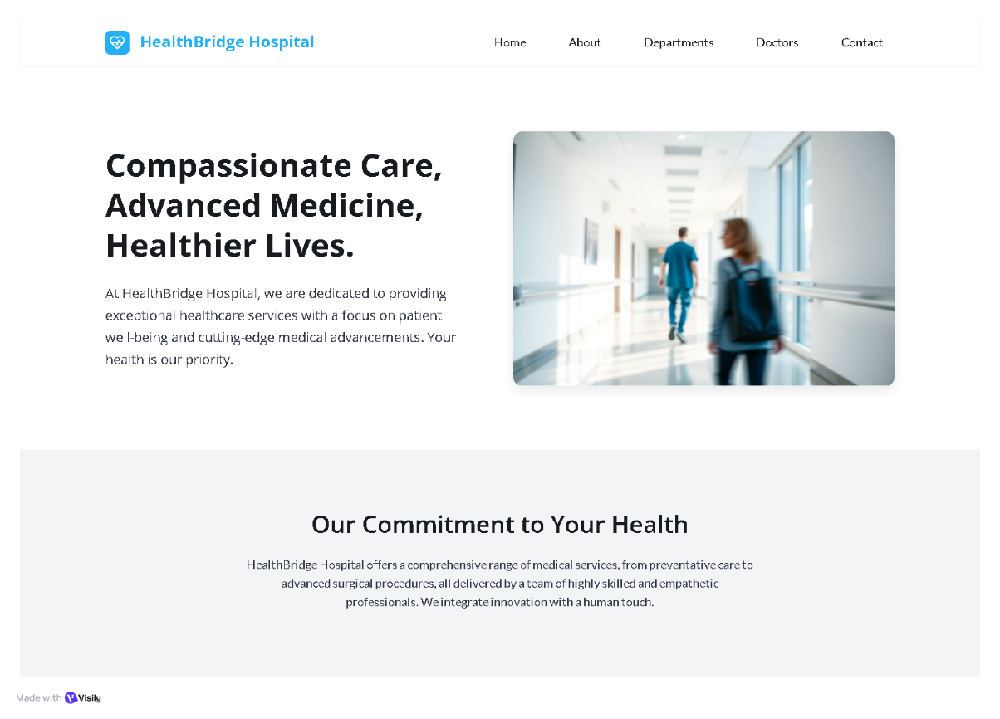 HealthBridge Hospital
Home
About
Departments
Doctors
Contact
Compassionate Care,
Advanced Medicine,
Healthier Lives.
At HealthBridge Hospital, we are dedicated to providing
exceptional healthcare services with a focus on patient
well-being and cutting-edge medical advancements. Your
health is our priority.
Our Commitment to Your Health
HealthBridge Hospital offers a comprehensive range of medical services, from preventative care to
advanced surgical procedures, all delivered by a team of highly skilled and empathetic
professionals. We integrate innovation with a human touch.
Made with Visily